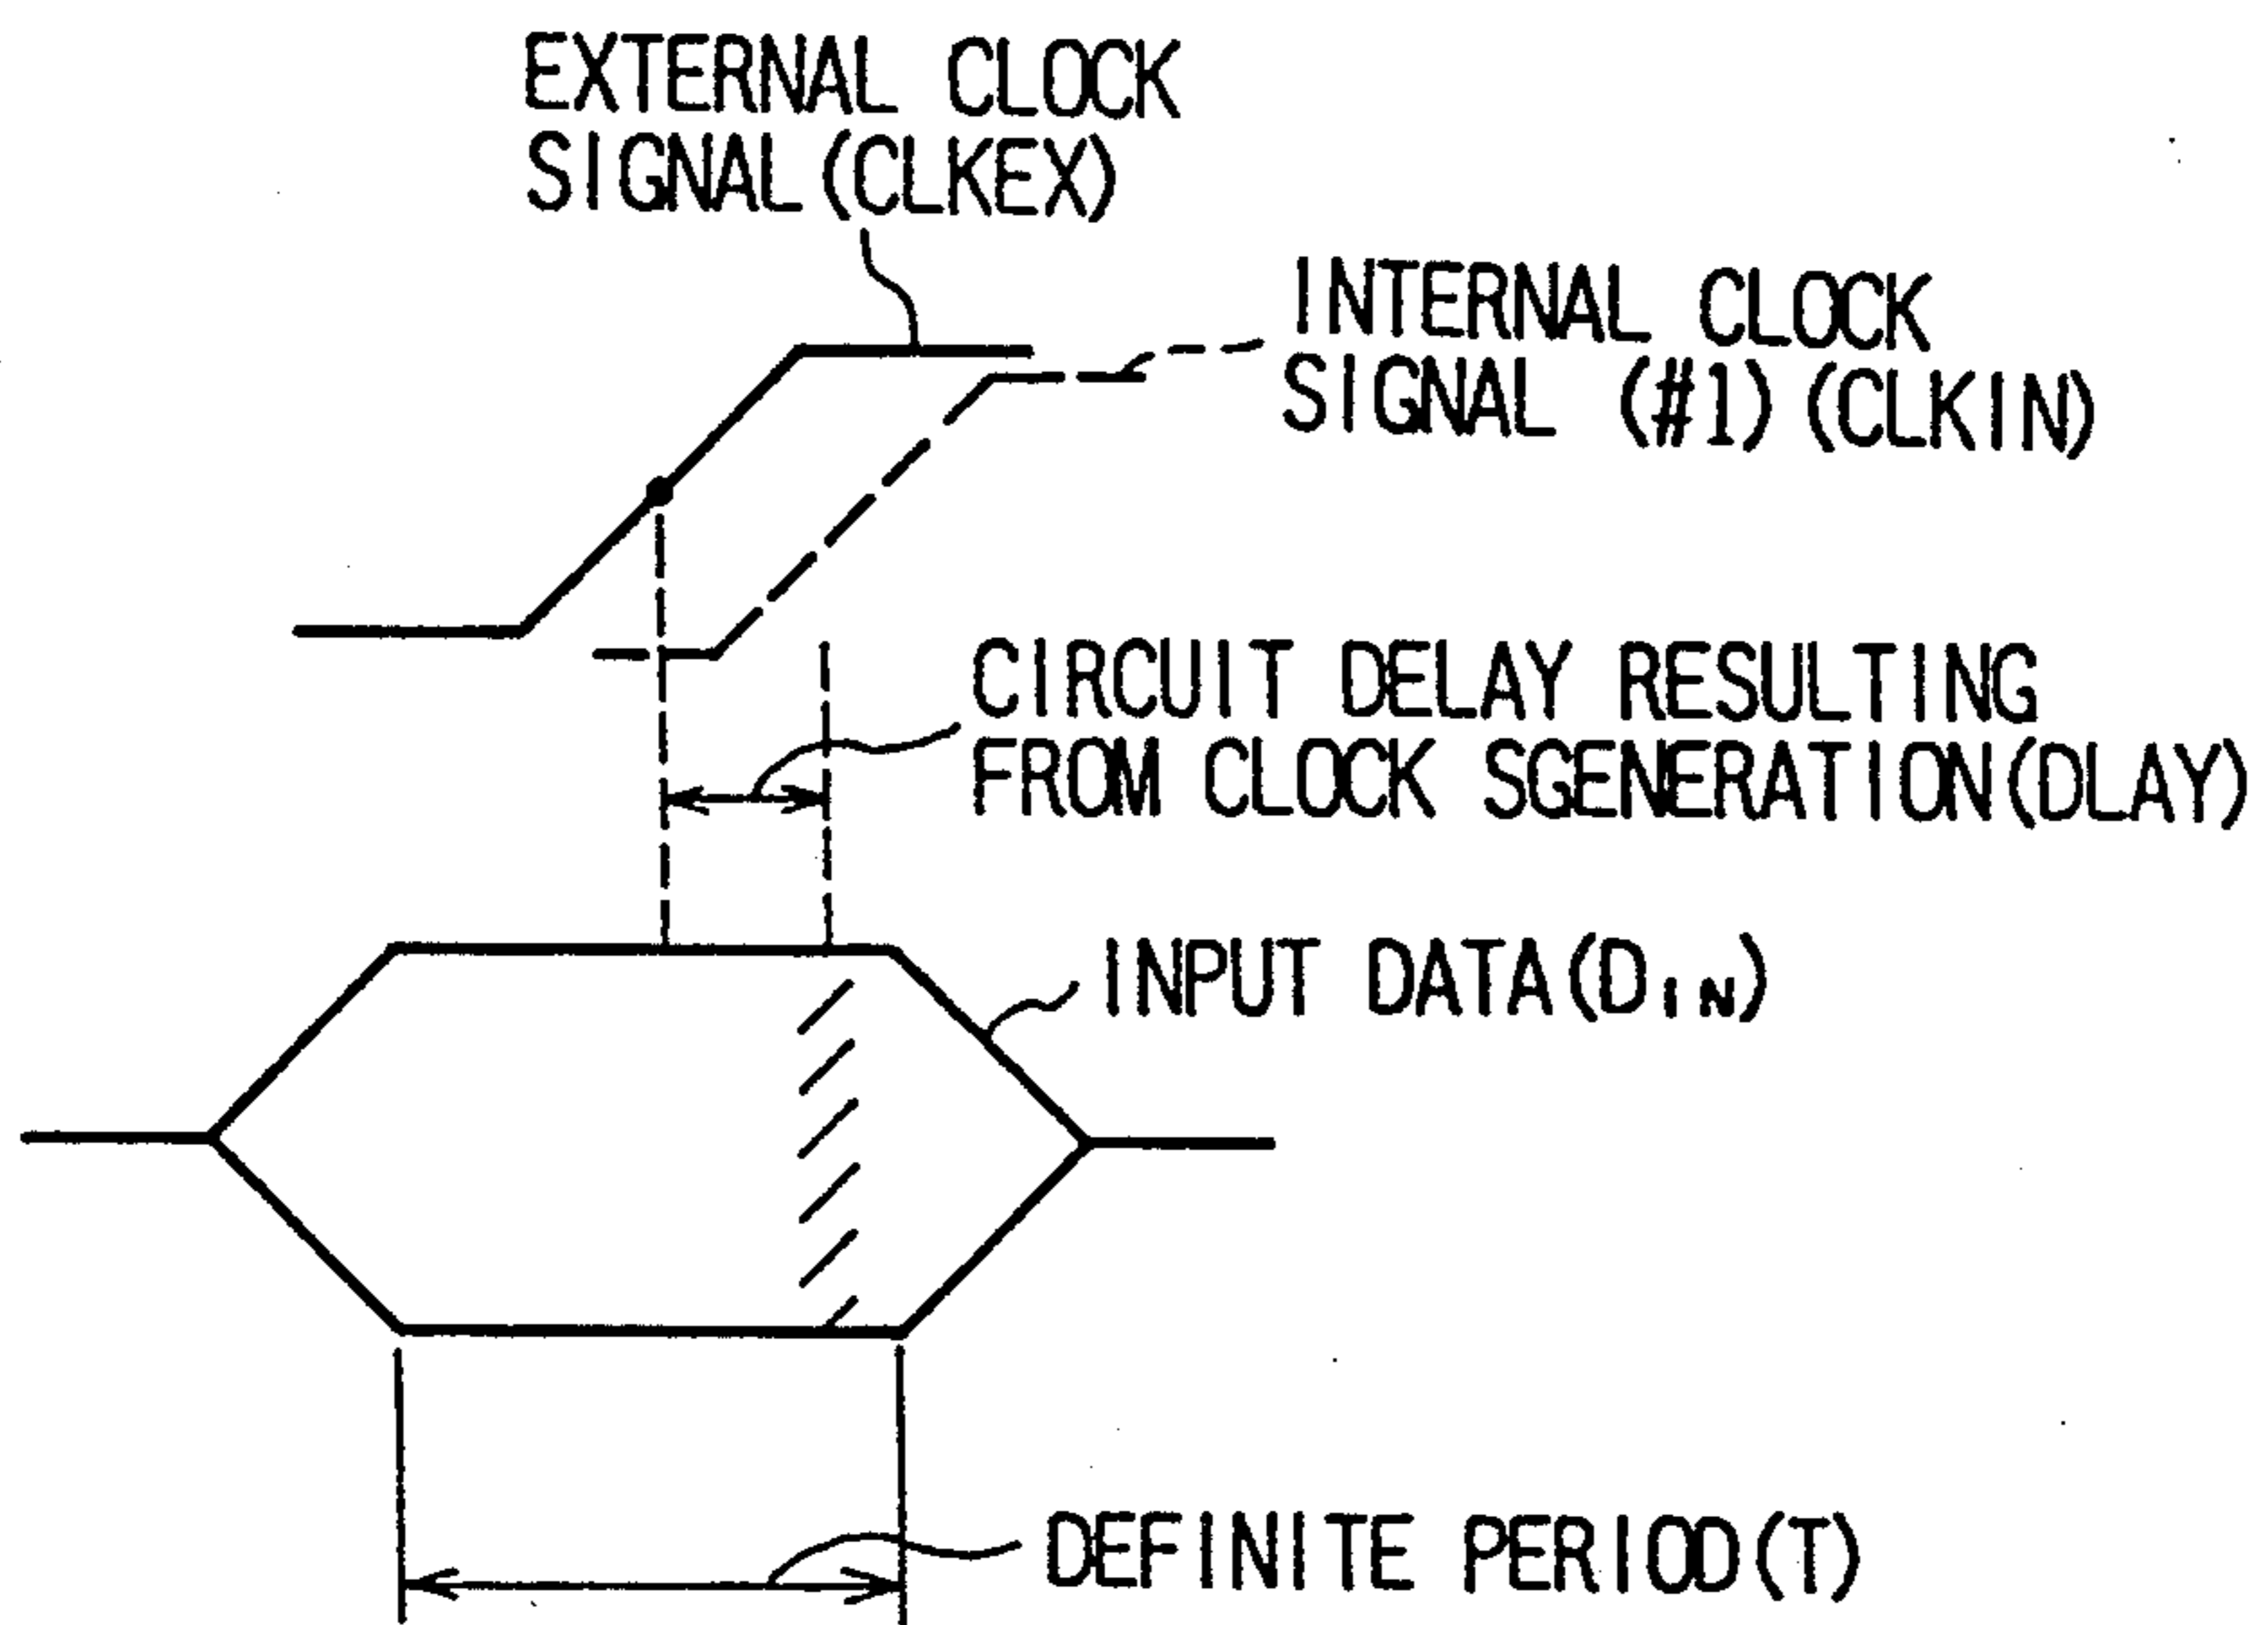 EXTERNAL CLOCK
SIGNAL(CLKEX)
INTERNAL CLOCK
SIGNAL (#1)(CLKIN)
CIRCUIT DELAY RESULTING
FROM CLOCK SGENERATION(DLAY)
INPUT DATA(DIN)
DEFINITE PERIOD(T)